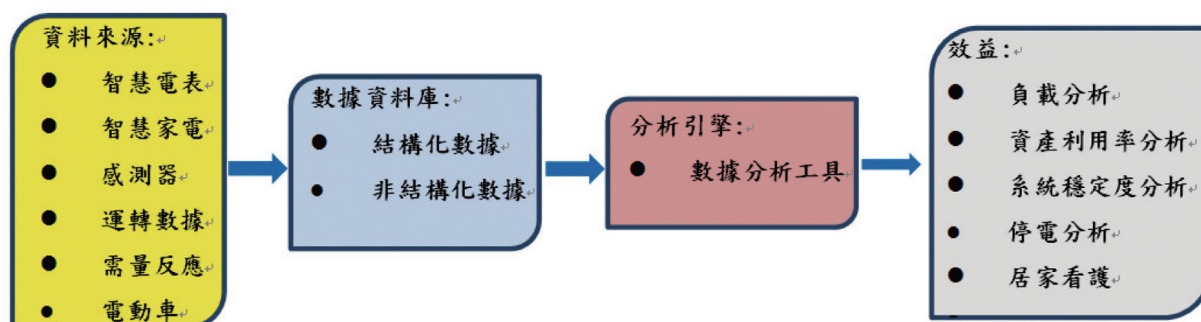 資料來源:
● 智慧電表
● 智慧家電
● 感測器
● 運轉數據
● 需量反應
● 電動車
數據資料庫:
● 結構化數據
● 非結構化數據
分析引擎:
● 數據分析工具
效益:
● 負載分析
● 資產利用率分析
● 系統穩定度分析
● 停電分析
● 居家看護